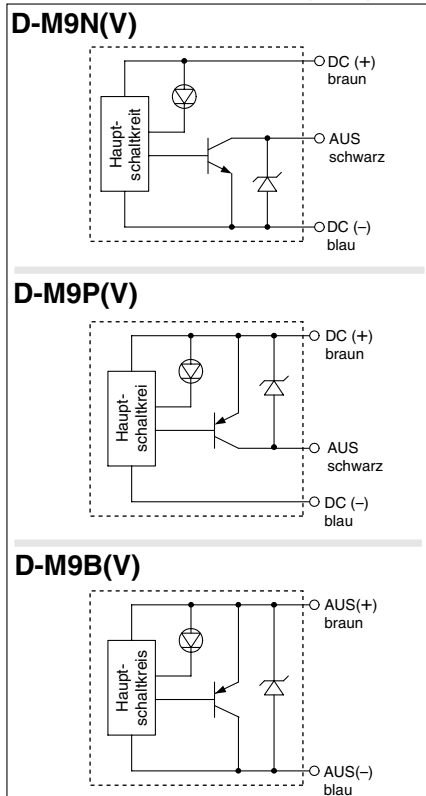 D-M9N(V)
DC (+)
braun
Haupt-
schaltkreit
AUS
schwarz
DC (–)
blau
D-M9P(V)
DC (+)
braun
Haupt-
schaltkrei
AUS
schwarz
DC (–)
blau
D-M9B(V)
AUS(+)
braun
Haupt-
schaltkreis
AUS(–)
blau